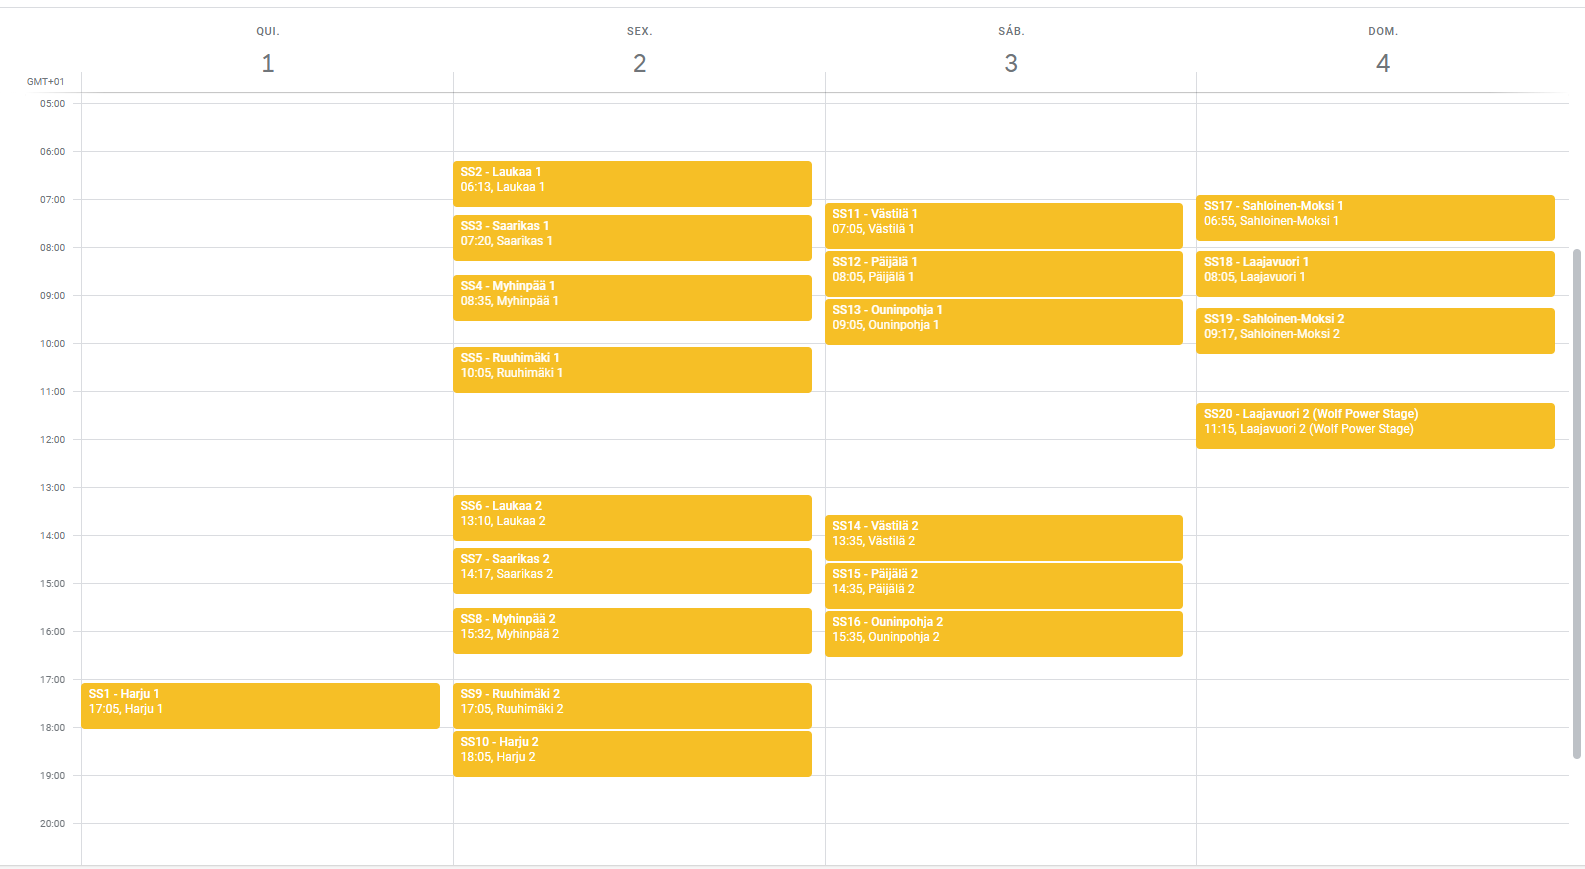 QUI.
1
SEX.
2
SÁB.
3
DOM.
4
GMT+01
05:00
06:00
07:00
08:00
09:00
10:00
11:00
12:00
13:00
14:00
15:00
16:00
17:00
18:00
19:00
20:00
SS1 - Harju 1
17:05, Harju 1
SS2 - Laukaa 1
06:13, Laukaa 1
SS3 - Saarikas 1
07:20, Saarikas 1
SS4 - Myhinpää 1
08:35, Myhinpää 1
SS5 - Ruuhimäki 1
10:05, Ruuhimäki 1
SS6 - Laukaa 2
13:10, Laukaa 2
SS7 - Saarikas 2
14:17, Saarikas 2
SS8 - Myhinpää 2
15:32, Myhinpää 2
SS9 - Ruuhimäki 2
17:05, Ruuhimäki 2
SS10 - Harju 2
18:05, Harju 2
SS11 - Västilä 1
07:05, Västilä 1
SS12 - Päijälä 1
08:05, Päijälä 1
SS13 - Ouninpohja 1
09:05, Ouninpohja 1
SS14 - Västilä 2
13:35, Västilä 2
SS15 - Päijälä 2
14:35, Päijälä 2
SS16 - Ouninpohja 2
15:35, Ouninpohja 2
SS17 - Sahloinen-Moksi 1
06:55, Sahloinen-Moksi 1
SS18 - Laajavuori 1
08:05, Laajavuori 1
SS19 - Sahloinen-Moksi 2
09:17, Sahloinen-Moksi 2
SS20 - Laajavuori 2 (Wolf Power Stage)
11:15, Laajavuori 2 (Wolf Power Stage)